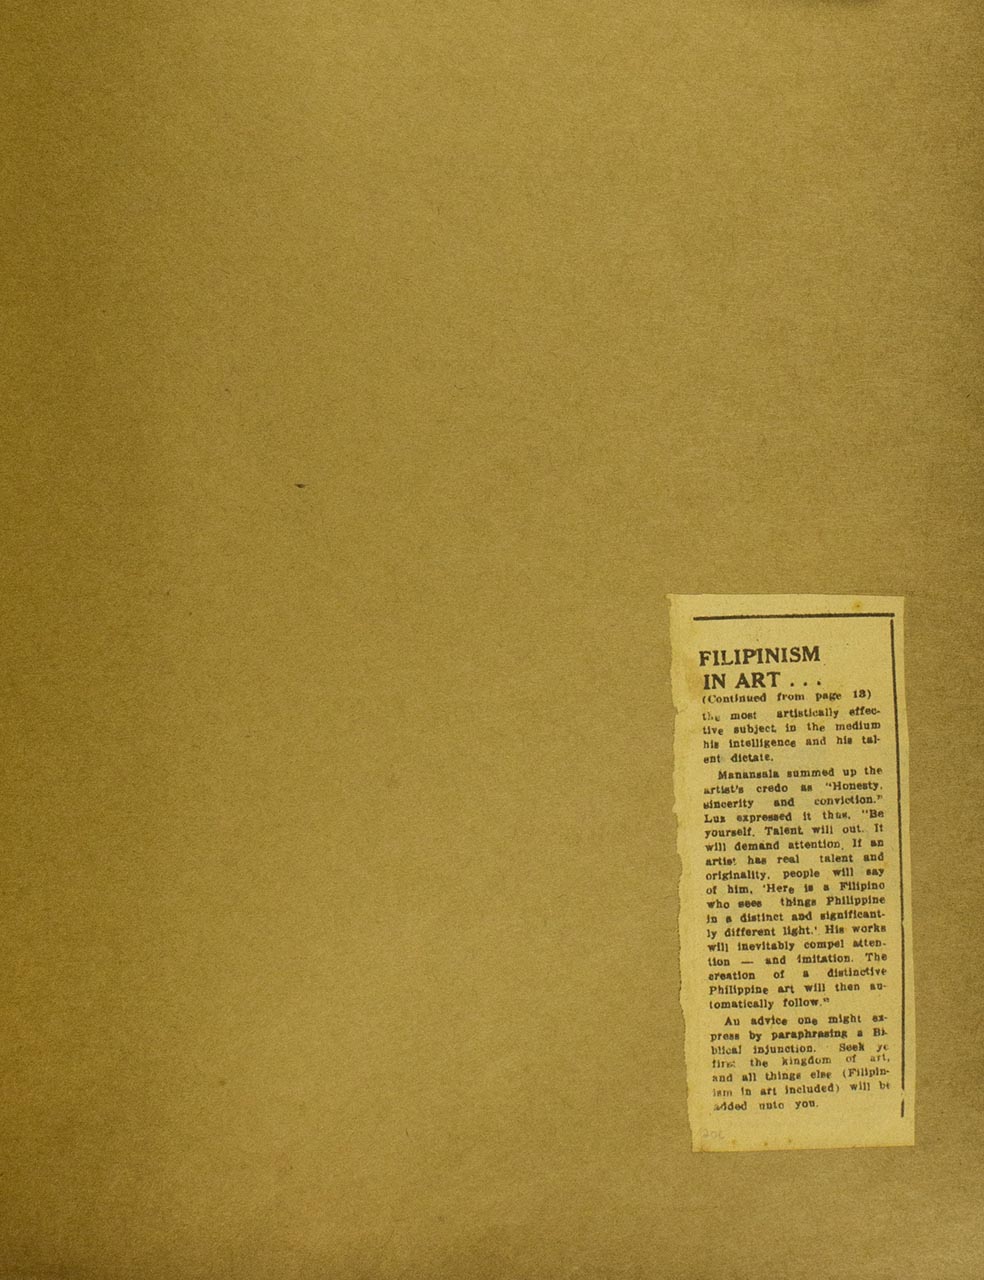 FILIPINISM
IN ART . . .
(Continued from page 13)
the most artistically effec-
tive subject in the medium
his intelligence and his tal-
ent dictate.
Manansala summed up the
artist's credo as "Honesty,
sincerity and conviction."
Luz expressed it thus, "Be
yourself. Talent will out. It
will demand attention. If an
artist has real talent and
originality, people will say
of him, 'Here is a Filipino
who sees things Philippine
in a distinct and significant-
ly different light.' His works
will inevitably compel atten-
tion — and imitation. The
creation of a distinctive
Philippine art will then au-
tomatically follow."
An advice one might ex-
press by paraphrasing a Bi-
blical injunction. Seek ye
first the kingdom of art,
and all things else (Filipin-
ism in art included) will be
added unto you.